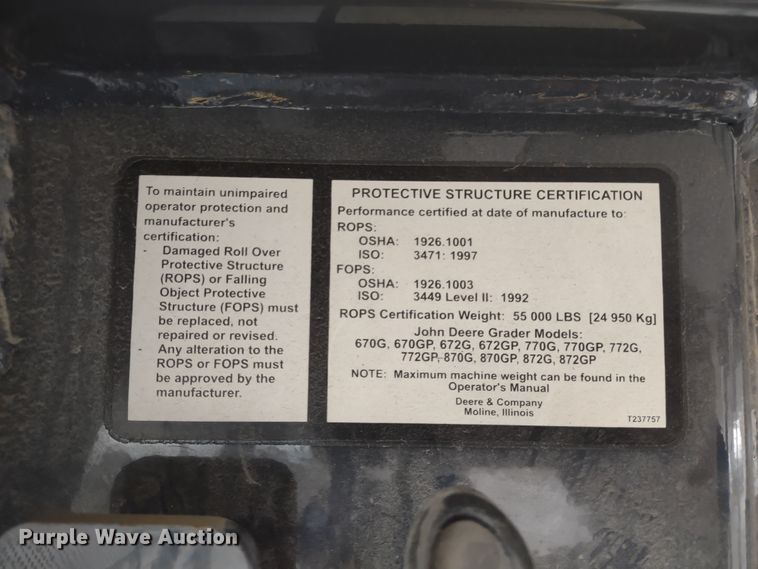 To maintain unimpaired
operator protection and
manufacturer's
certification:
- Damaged Roll Over
Protective Structure
(ROPS) or Falling
Object Protective
Structure (FOPS) must
be replaced, not
repaired or revised.
- Any alteration to the
ROPS or FOPS must
be approved by the
manufacturer.
PROTECTIVE STRUCTURE CERTIFICATION
Performance certified at date of manufacture to:
ROPS:
OSHA: 1926.1001
ISO: 3471: 1997
FOPS:
OSHA: 1926.1003
ISO: 3449 Level II: 1992
ROPS Certification Weight: 55 000 LBS [24 950 Kg]
John Deere Grader Models:
670G, 670GP, 672G, 672GP, 770G, 770GP, 772G,
772GP, 870G, 870GP, 872G, 872GP
NOTE: Maximum machine weight can be found in the
Operator's Manual
Deere & Company
Moline, Illinois
T237757
Purple Wave Auction